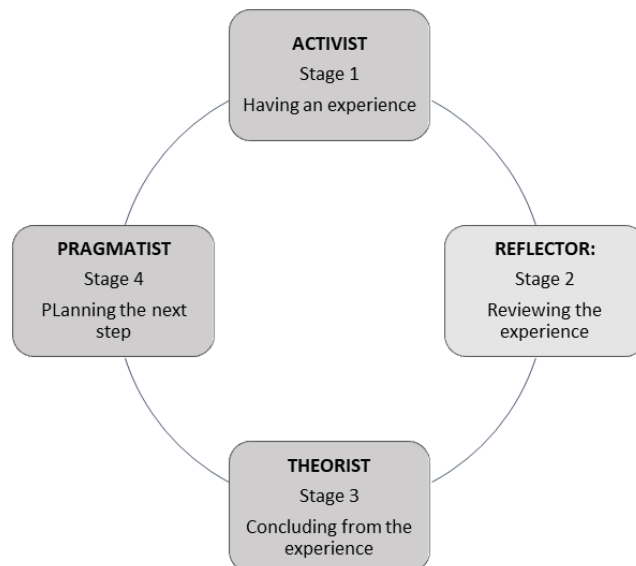 ACTIVIST
Stage 1
Having an experience
REFLECTOR:
Stage 2
Reviewing the
experience
THEORIST
Stage 3
Concluding from the
experience
PRAGMATIST
Stage 4
PLanning the next
step